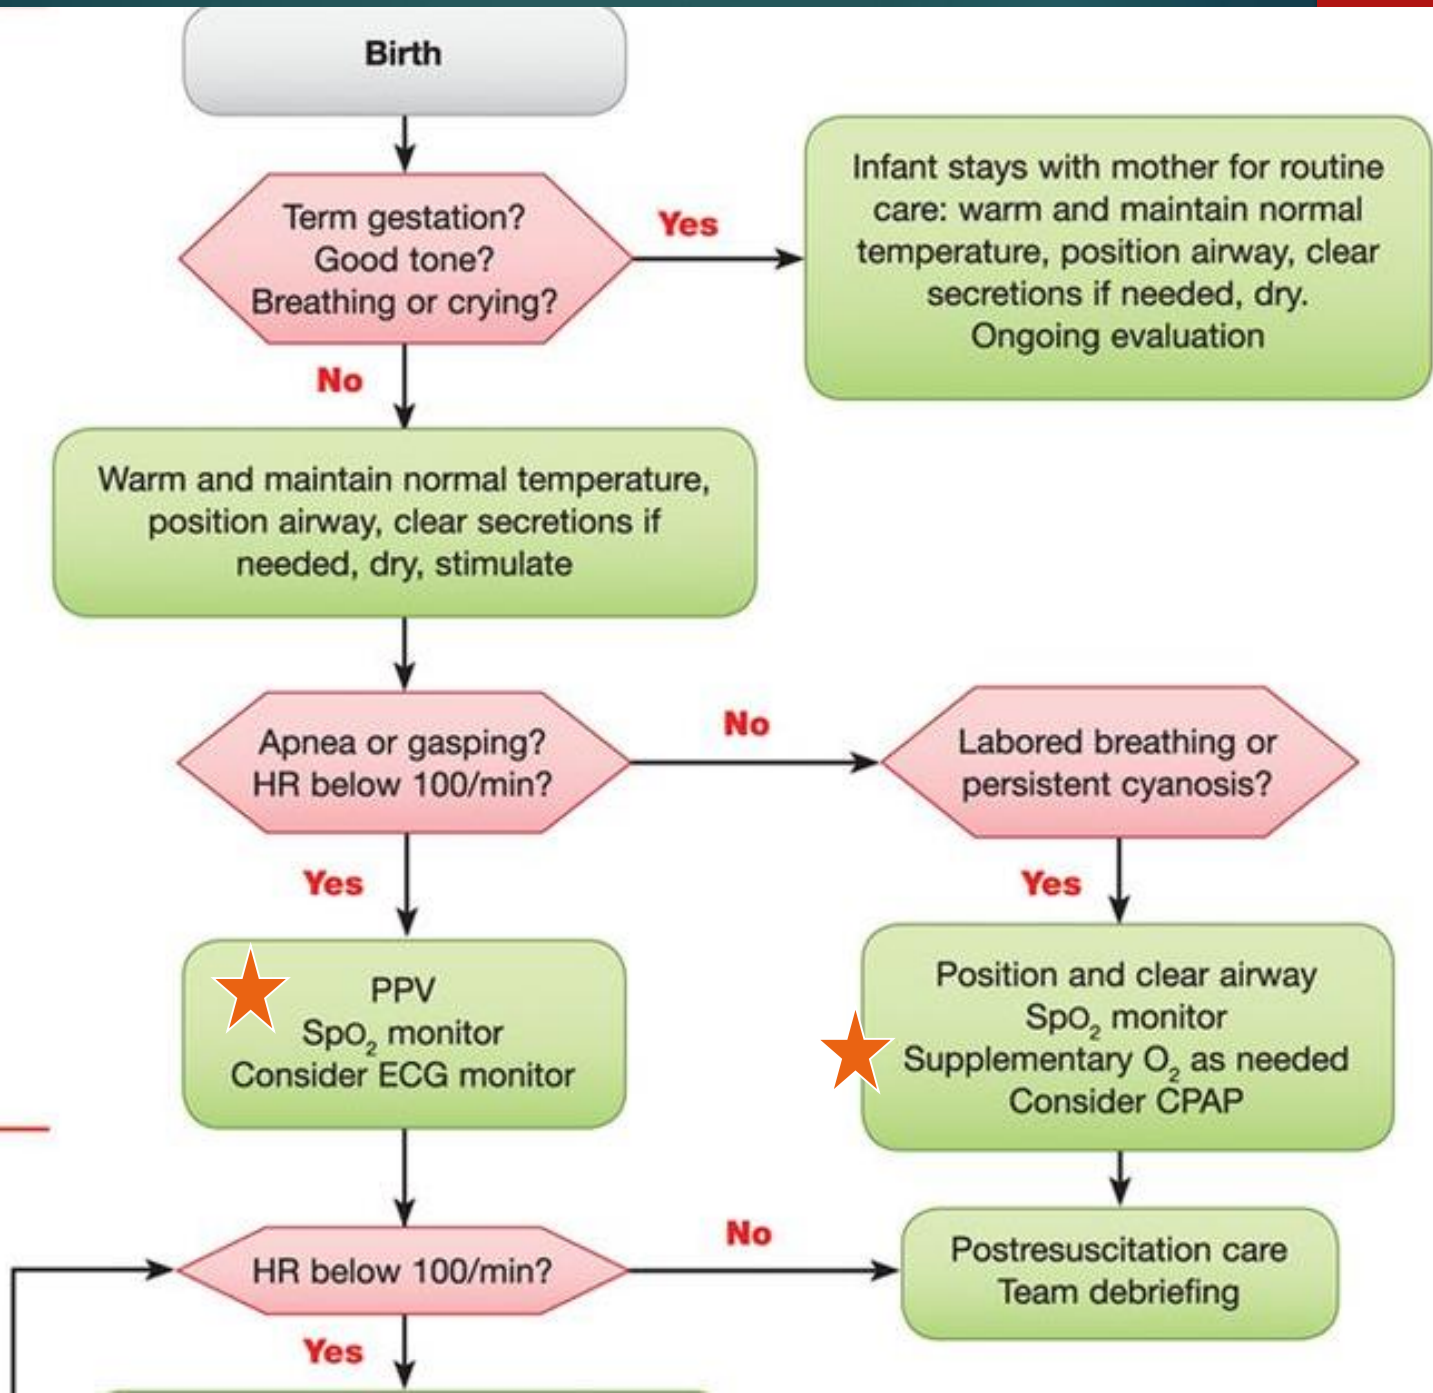 Birth
Term gestation?
Good tone?
Breathing or crying?
Yes
Infant stays with mother for routine
care: warm and maintain normal
temperature, position airway, clear
secretions if needed, dry.
Ongoing evaluation
No
Warm and maintain normal temperature,
position airway, clear secretions if
needed, dry, stimulate
Apnea or gasping?
HR below 100/min?
No
Labored breathing or
persistent cyanosis?
Yes
PPV
SpO₂ monitor
Consider ECG monitor
Yes
Position and clear airway
SpO₂ monitor
Supplementary O₂ as needed
Consider CPAP
HR below 100/min?
No
Postresuscitation care
Team debriefing
Yes